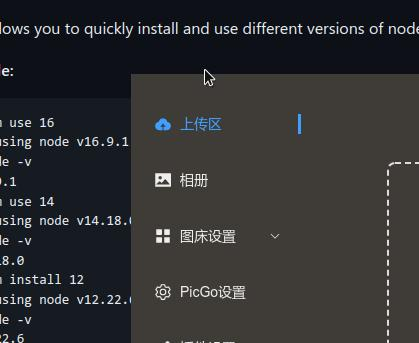 lows you to quickly install and use different versions of node
le:
n use 16
using node v16.9.1
de -v
9.1
n use 14
using node v14.18.0
de -v
18.0
n install 12
using node v12.22.6
de -v
22.6
上传区
相册
图床设置
PicGo设置